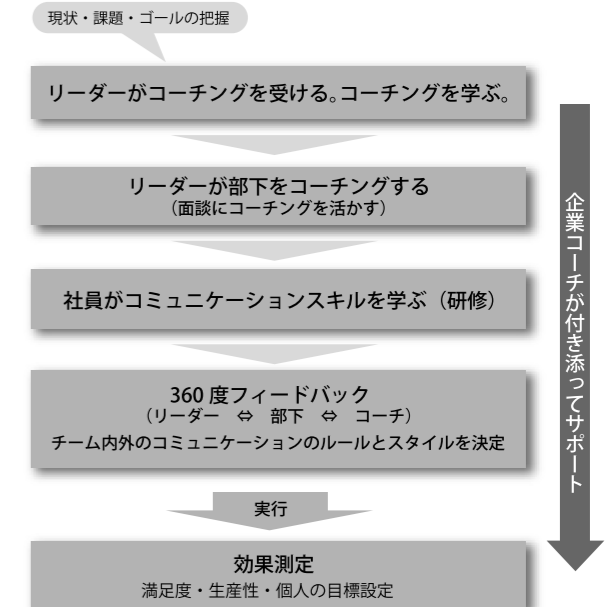 現状・課題・ゴールの把握
リーダーがコーチングを受ける。コーチングを学ぶ。
リーダーが部下をコーチングする
（面談にコーチングを活かす）
社員がコミュニケーションスキルを学ぶ（研修）
360 度フィードバック
（リーダー　⇔　部下　⇔　コーチ）
チーム内外のコミュニケーションのルールとスタイルを決定
実行
効果測定
満足度・生産性・個人の目標設定
企業コーチが付き添ってサポート